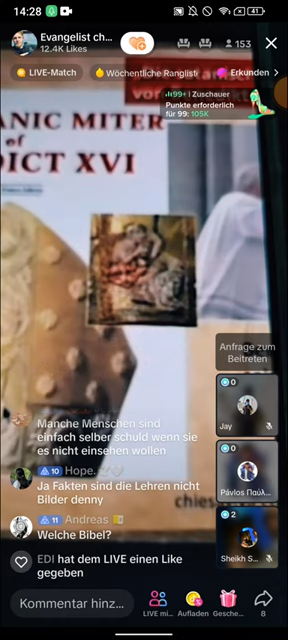 14:28
41
Evangelist ch...
12.4K Likes
153
LIVE-Match
Wöchentliche Rangliste
Erkunden >
99+ | Zuschauer
Punkte erforderlich
für 99: 105K
ANIC MITER
of
DICT XVI
Anfrage zum
Beitreten
0
Jay
0
Pávlos Παύλ...
2
Sheikh S...
Manche Menschen sind
einfach selber schuld wenn sie
es nicht einsehen wollen
10 Hope.
Ja Fakten sind die Lehren nicht
Bilder denny
chies
11 Andreas
Welche Bibel?
EDI hat dem LIVE einen Like
gegeben
Kommentar hinz...
LIVE mi...
Aufladen
Gesche...
8